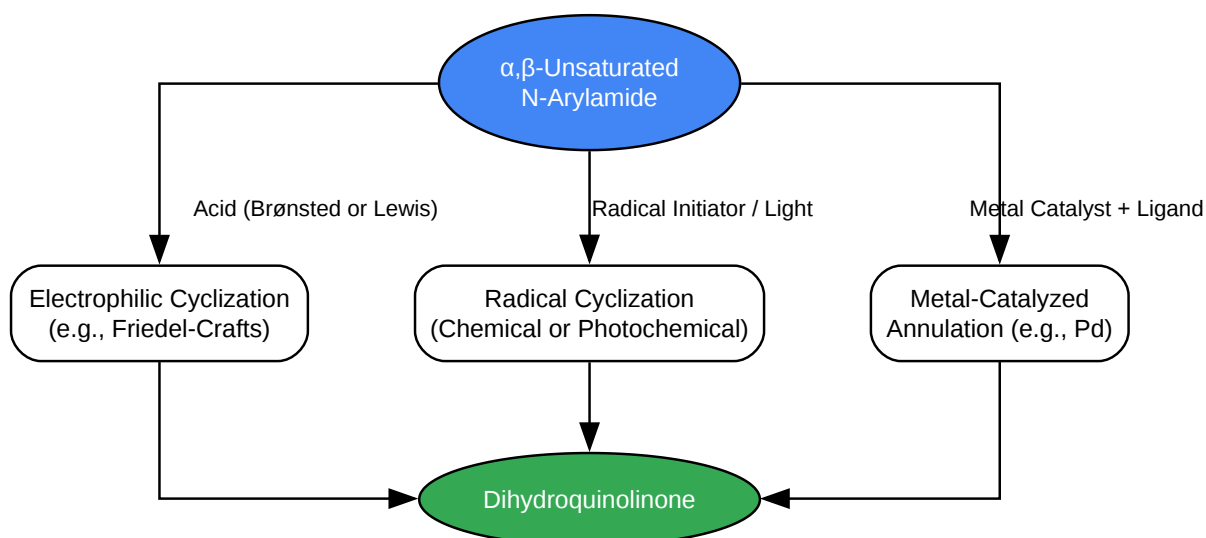 α,β-Unsaturated
N-Arylamide
Acid (Brønsted or Lewis)
Radical Initiator / Light
Metal Catalyst + Ligand
Electrophilic Cyclization
(e.g., Friedel-Crafts)
Radical Cyclization
(Chemical or Photochemical)
Metal-Catalyzed
Annulation (e.g., Pd)
Dihydroquinolinone